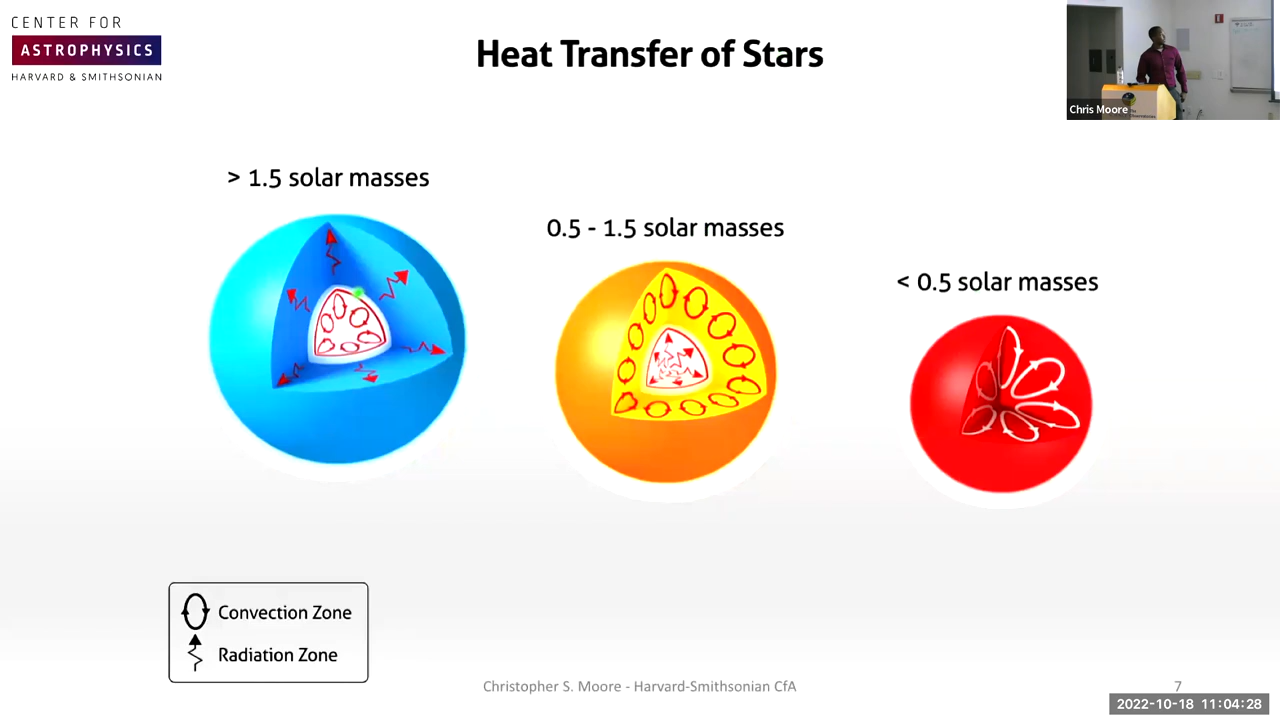 CENTER FOR
ASTROPHYSICS
HARVARD & SMITHSONIAN
Heat Transfer of Stars
Chris Moore
> 1.5 solar masses
0.5 - 1.5 solar masses
< 0.5 solar masses
Convection Zone
Radiation Zone
Christopher S. Moore - Harvard-Smithsonian CfA
7
2022-10-18 11:04:28